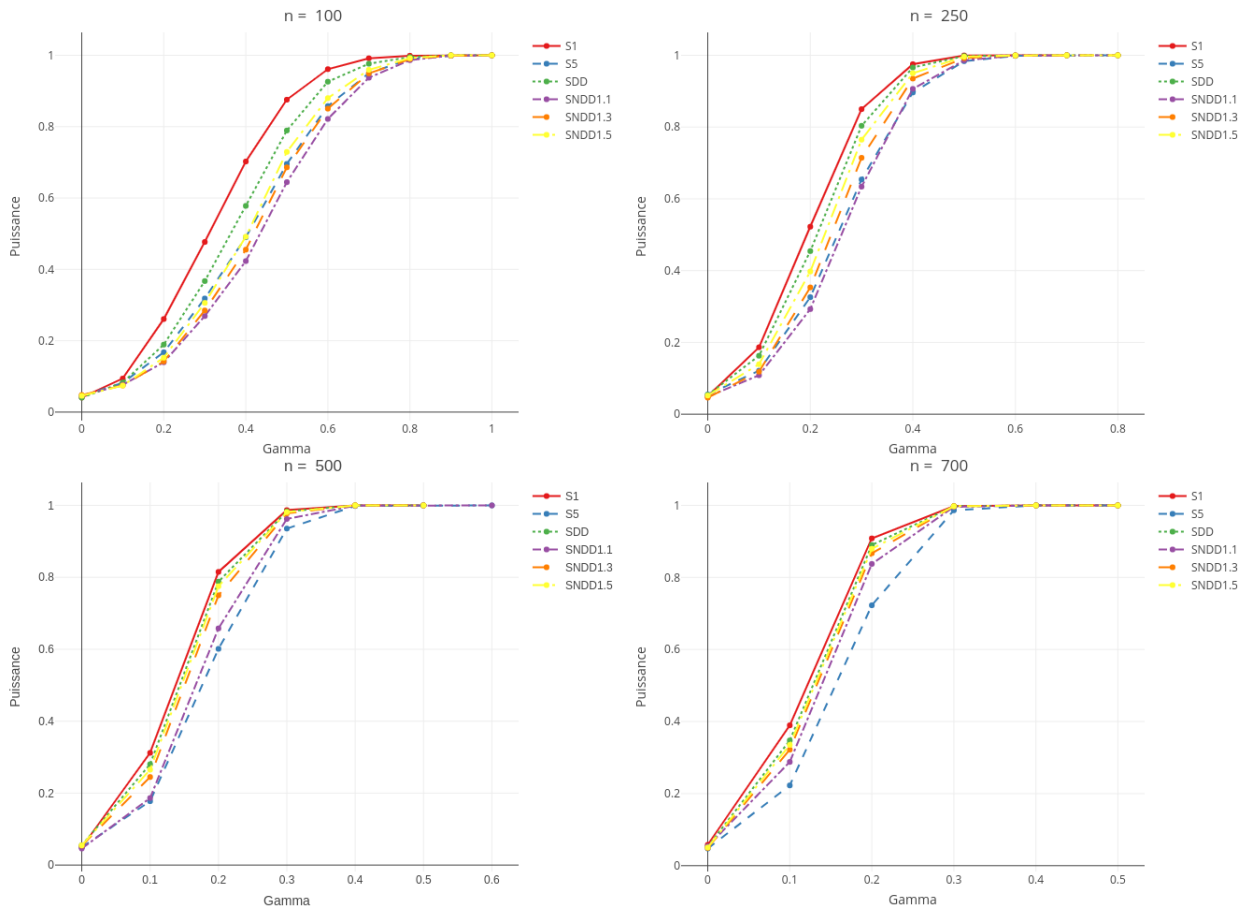 n = 100
1
0.8
0.6
0.4
0.2
0
Puissance
0 0.2 0.4 0.6 0.8 1
Gamma
S1
S5
SDD
SNDD1.1
SNDD1.3
SNDD1.5
n = 250
1
0.8
0.6
0.4
0.2
0
Puissance
0 0.2 0.4 0.6 0.8
Gamma
S1
S5
SDD
SNDD1.1
SNDD1.3
SNDD1.5
n = 500
1
0.8
0.6
0.4
0.2
0
Puissance
0 0.1 0.2 0.3 0.4 0.5 0.6
Gamma
S1
S5
SDD
SNDD1.1
SNDD1.3
SNDD1.5
n = 700
1
0.8
0.6
0.4
0.2
0
Puissance
0 0.1 0.2 0.3 0.4 0.5
Gamma
S1
S5
SDD
SNDD1.1
SNDD1.3
SNDD1.5